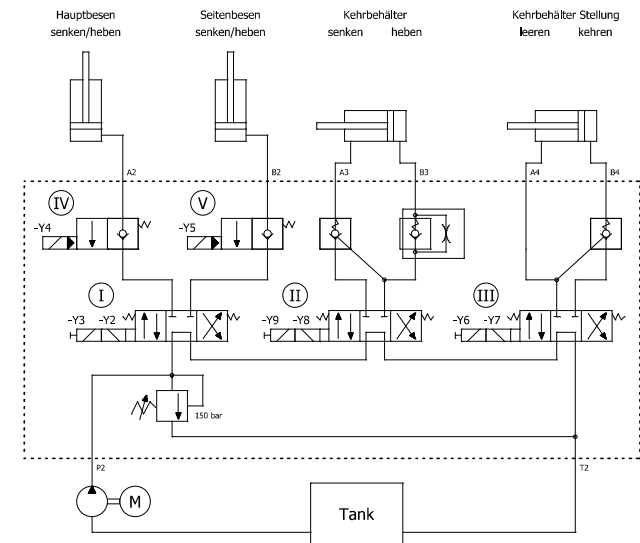 Hauptbesen
senken/heben
Seitenbesen
senken/heben
Kehrbehälter
senken heben
Kehrbehälter Stellung
leeren kehren
A2
B2
A3
B3
A4
B4
IV
V
-Y4
-Y5
I
II
III
-Y3 -Y2
-Y9 -Y8
-Y6 -Y7
150 bar
P2
T2
M
Tank